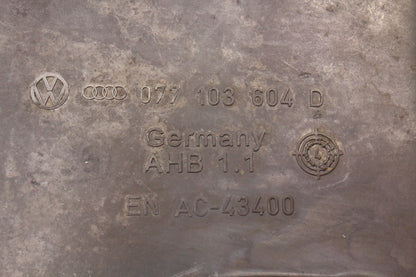 077 103 604 D
Germany
AHB 1.1
EN AC-43400